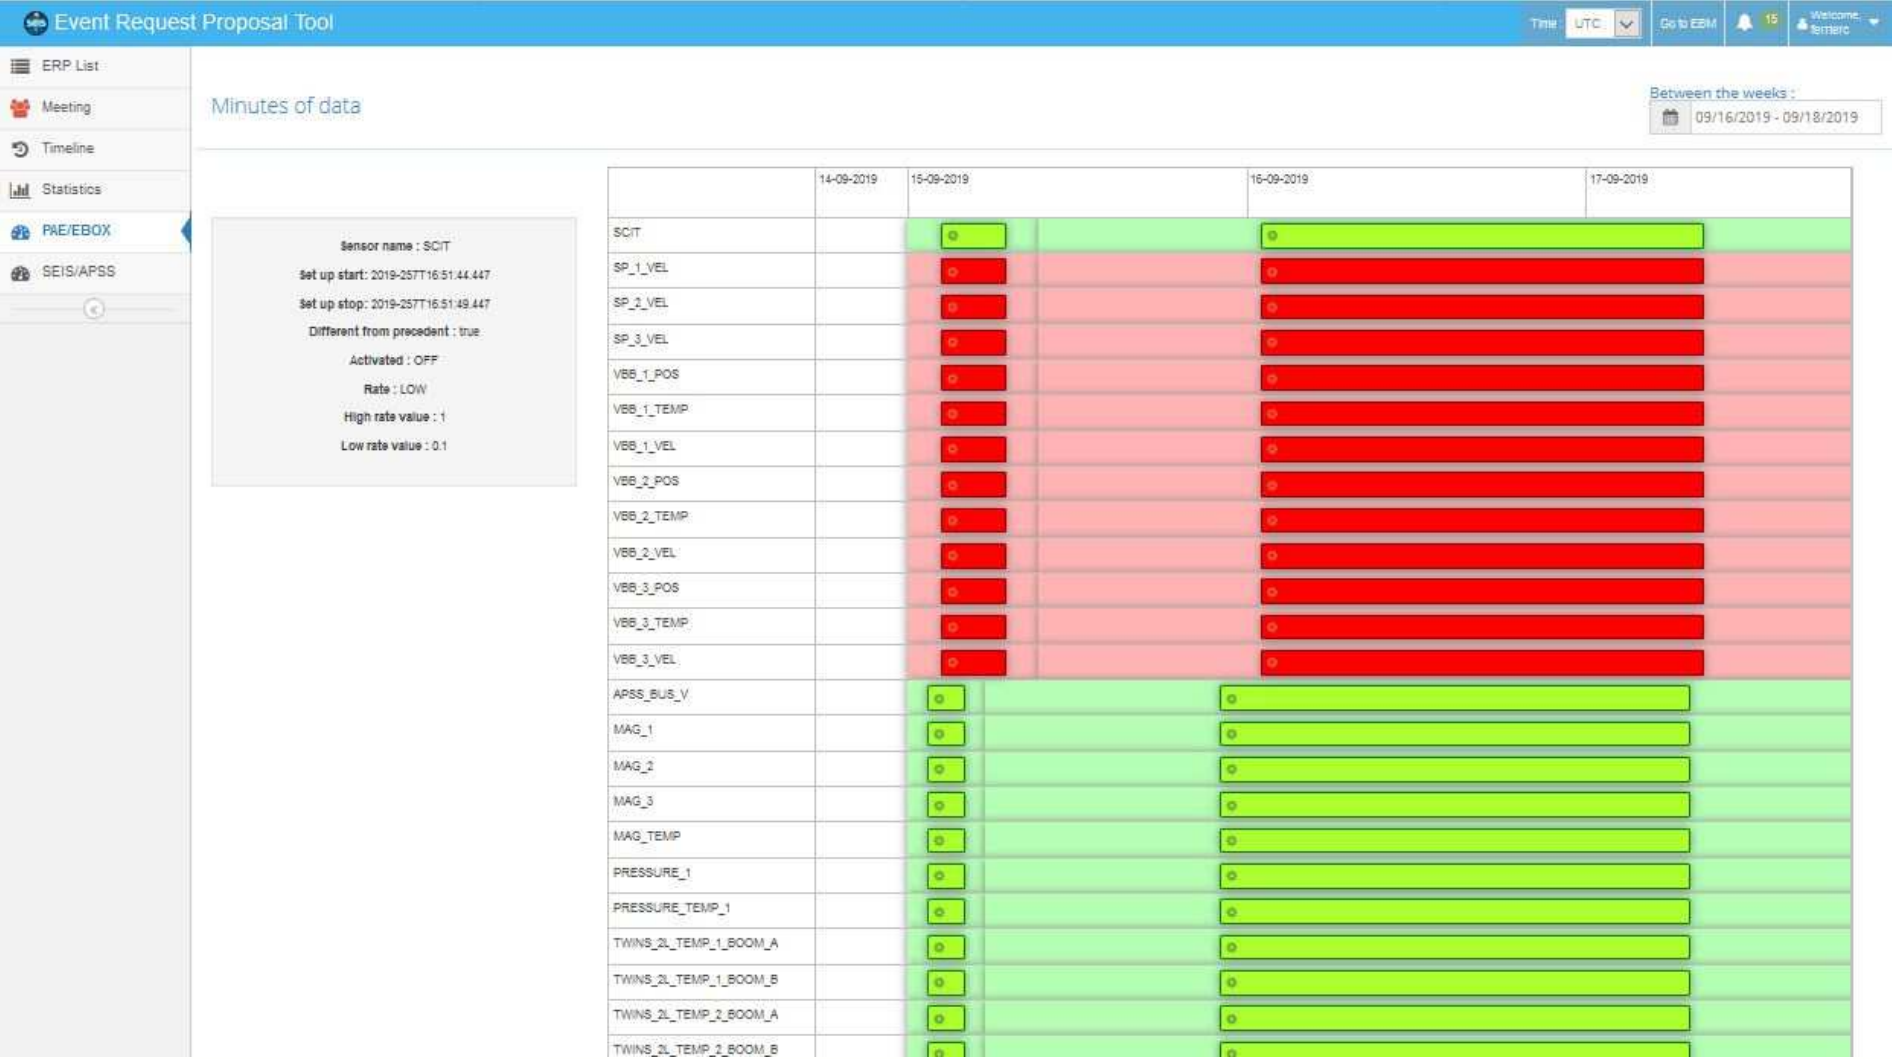 Event Request Proposal Tool
Time UTC
Go to EBM
15
Welcome,
ferrierc
ERP List
Meeting
Timeline
Statistics
PAE/EBOX
SEIS/APSS
Minutes of data
Between the weeks :
09/16/2019 - 09/18/2019
Sensor name : SCIT
Set up start: 2019-257T16:51:44.447
Set up stop: 2019-257T16:51:49.447
Different from precedent : true
Activated : OFF
Rate : LOW
High rate value : 1
Low rate value : 0.1
14-09-2019 15-09-2019 16-09-2019 17-09-2019
SCIT
SP_1_VEL
SP_2_VEL
SP_3_VEL
VBB_1_POS
VBB_1_TEMP
VBB_1_VEL
VBB_2_POS
VBB_2_TEMP
VBB_2_VEL
VBB_3_POS
VBB_3_TEMP
VBB_3_VEL
APSS_BUS_V
MAG_1
MAG_2
MAG_3
MAG_TEMP
PRESSURE_1
PRESSURE_TEMP_1
TWINS_2L_TEMP_1_BOOM_A
TWINS_2L_TEMP_1_BOOM_B
TWINS_2L_TEMP_2_BOOM_A
TWINS_2L_TEMP_2_BOOM_B